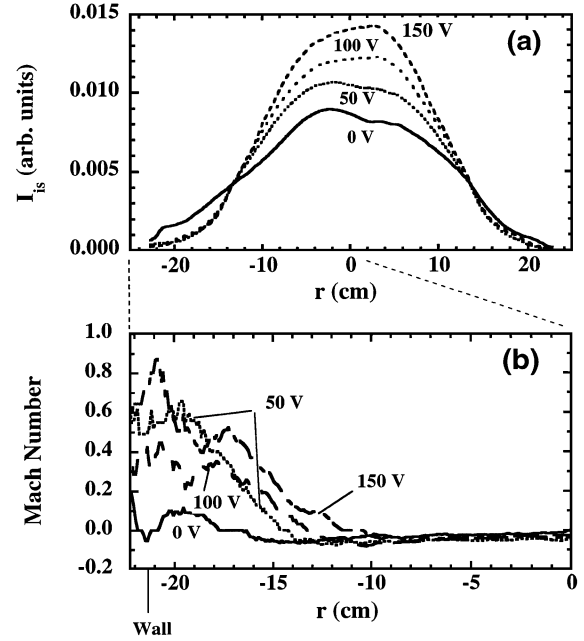 0.015
150 V
(a)
100 V
0.010
50 V
0 V
0.005
0.000
I_is (arb. units)
-20 -10 0 10 20
r (cm)
1.0
(b)
0.8
0.6
50 V
0.4
0.2
100 V
150 V
0 V
0.0
-0.2
Mach Number
-20 -15 -10 -5 0
r (cm)
Wall